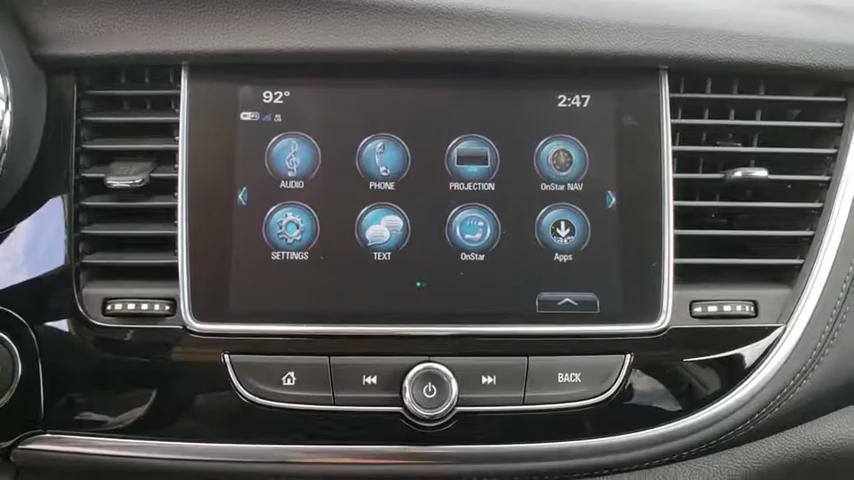 92° 2:47
AUDIO PHONE PROJECTION OnStar NAV
SETTINGS TEXT OnStar Apps
BACK